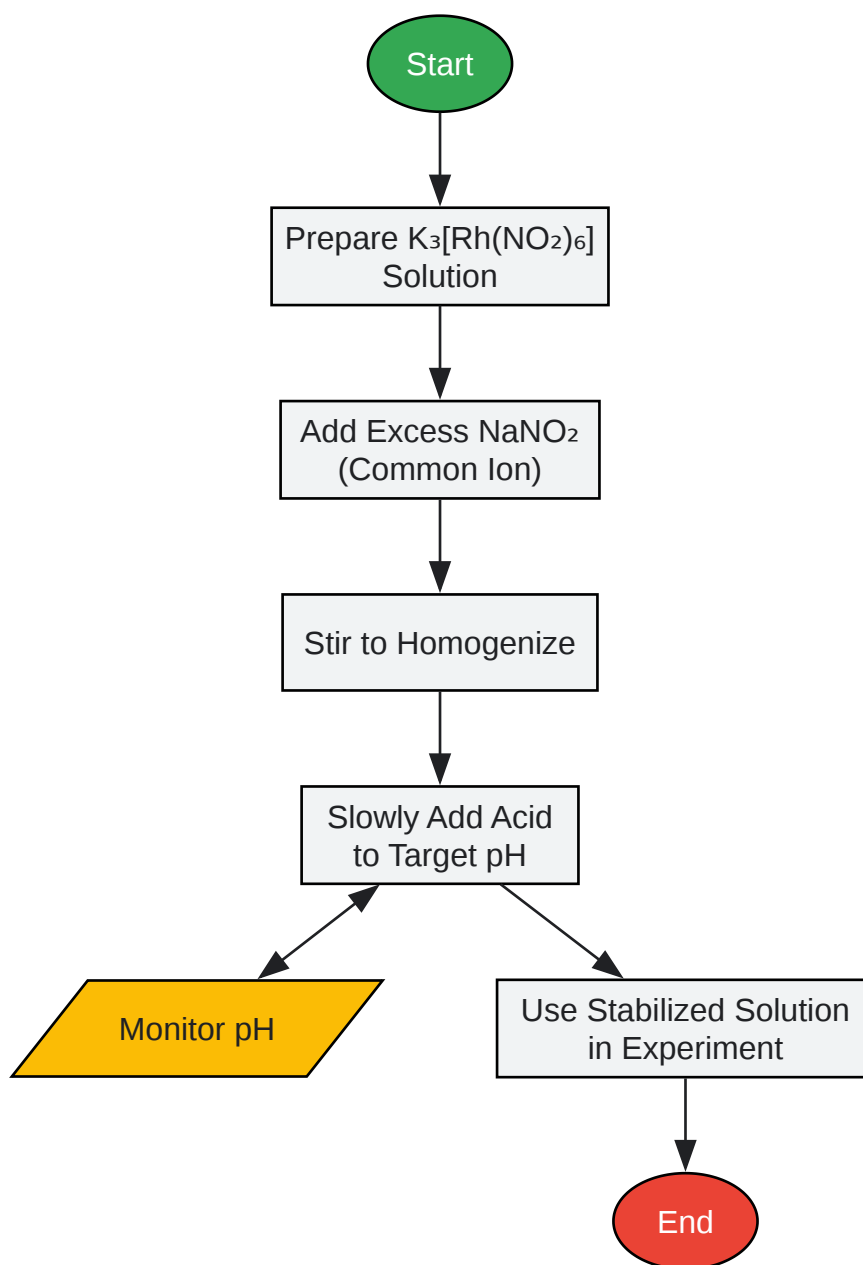 Start
Prepare K₃[Rh(NO₂)₆]
Solution
Add Excess NaNO₂
(Common Ion)
Stir to Homogenize
Slowly Add Acid
to Target pH
Monitor pH
Use Stabilized Solution
in Experiment
End